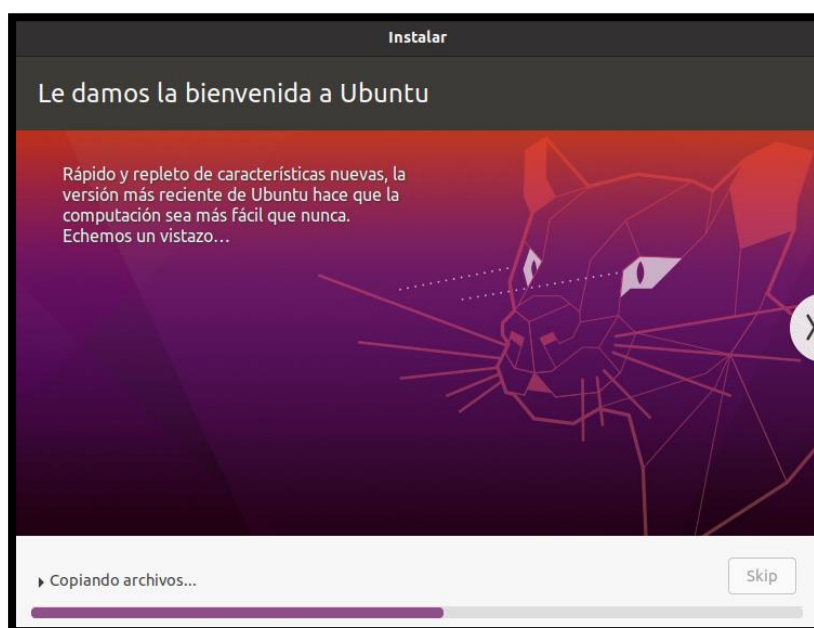 Instalar
Le damos la bienvenida a Ubuntu
Rápido y repleto de características nuevas, la
versión más reciente de Ubuntu hace que la
computación sea más fácil que nunca.
Echemos un vistazo…
Copiando archivos...
Skip